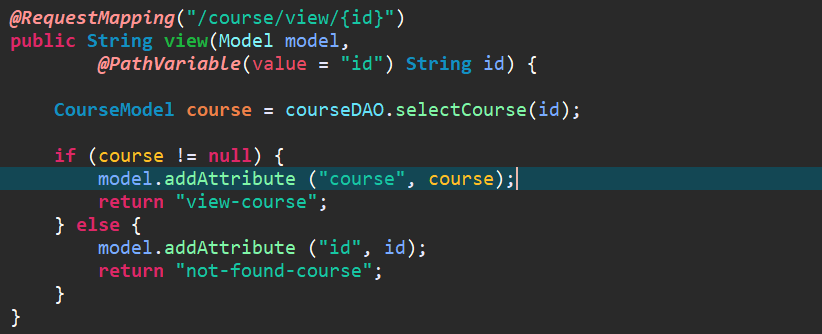 @RequestMapping("/course/view/{id}")
public String view(Model model,
        @PathVariable(value = "id") String id) {

    CourseModel course = courseDAO.selectCourse(id);

    if (course != null) {
        model.addAttribute ("course", course);
        return "view-course";
    } else {
        model.addAttribute ("id", id);
        return "not-found-course";
    }
}